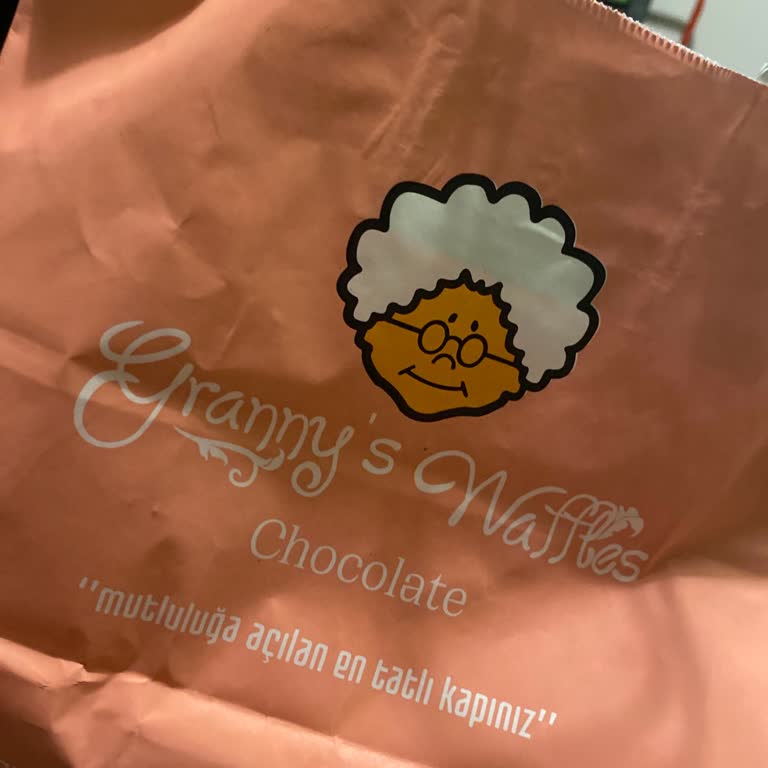 Granny's Waffles
Chocolate
"mutluluğa açılan en tatlı kapınız"